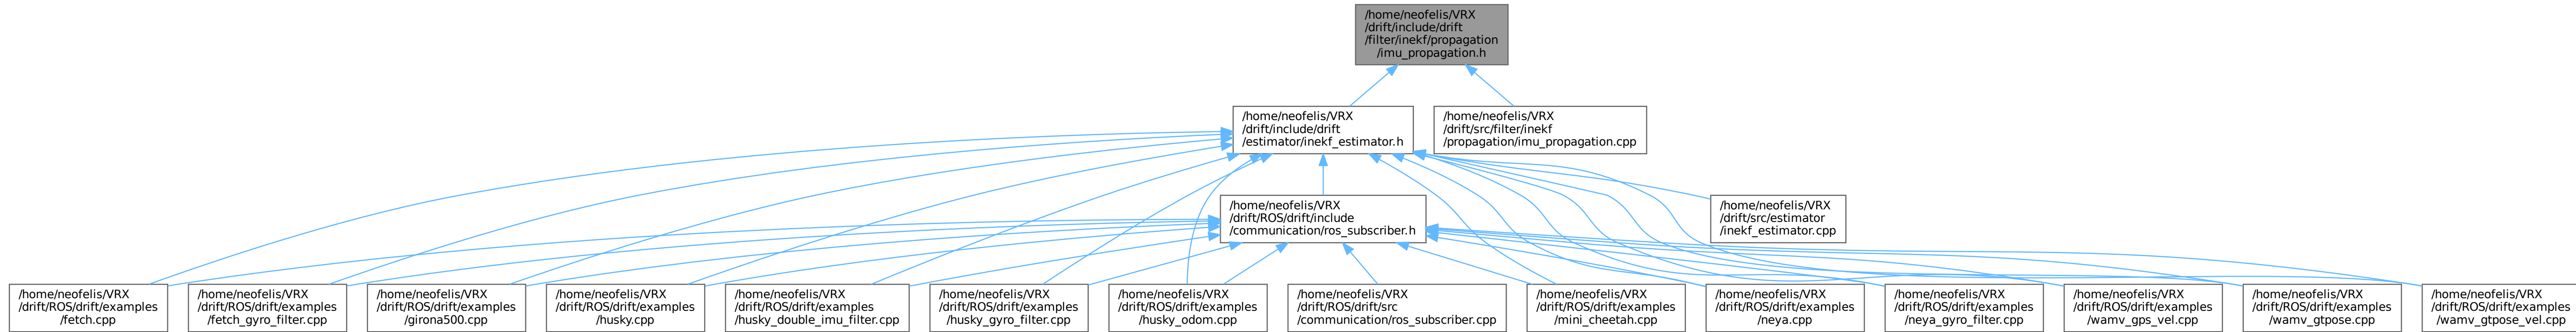 /home/neofelis/VRX
/drift/include/drift
/filter/inekf/propagation
/imu_propagation.h
/home/neofelis/VRX
/drift/include/drift
/estimator/inekf_estimator.h
/home/neofelis/VRX
/drift/src/filter/inekf
/propagation/imu_propagation.cpp
/home/neofelis/VRX
/drift/ROS/drift/include
/communication/ros_subscriber.h
/home/neofelis/VRX
/drift/src/estimator
/inekf_estimator.cpp
/home/neofelis/VRX
/drift/ROS/drift/examples
/fetch.cpp
/home/neofelis/VRX
/drift/ROS/drift/examples
/fetch_gyro_filter.cpp
/home/neofelis/VRX
/drift/ROS/drift/examples
/girona500.cpp
/home/neofelis/VRX
/drift/ROS/drift/examples
/husky.cpp
/home/neofelis/VRX
/drift/ROS/drift/examples
/husky_double_imu_filter.cpp
/home/neofelis/VRX
/drift/ROS/drift/examples
/husky_gyro_filter.cpp
/home/neofelis/VRX
/drift/ROS/drift/examples
/husky_odom.cpp
/home/neofelis/VRX
/drift/ROS/drift/src
/communication/ros_subscriber.cpp
/home/neofelis/VRX
/drift/ROS/drift/examples
/mini_cheetah.cpp
/home/neofelis/VRX
/drift/ROS/drift/examples
/neya.cpp
/home/neofelis/VRX
/drift/ROS/drift/examples
/neya_gyro_filter.cpp
/home/neofelis/VRX
/drift/ROS/drift/examples
/wamv_gps_vel.cpp
/home/neofelis/VRX
/drift/ROS/drift/examples
/wamv_gtpose.cpp
/home/neofelis/VRX
/drift/ROS/drift/examples
/wamv_gtpose_vel.cpp